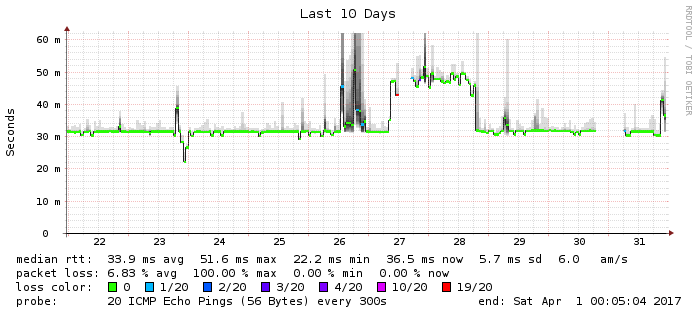 Last 10 Days
RRDTOOL / TOBI OETIKER
Seconds
60 m
50 m
40 m
30 m
20 m
10 m
0
22 23 24 25 26 27 28 29 30 31
median rtt: 33.9 ms avg 51.6 ms max 22.2 ms min 36.5 ms now 5.7 ms sd 6.0 am/s
packet loss: 6.83 % avg 100.00 % max 0.00 % min 0.00 % now
loss color: 0 1/20 2/20 3/20 4/20 10/20 19/20
probe: 20 ICMP Echo Pings (56 Bytes) every 300s end: Sat Apr 1 00:05:04 2017